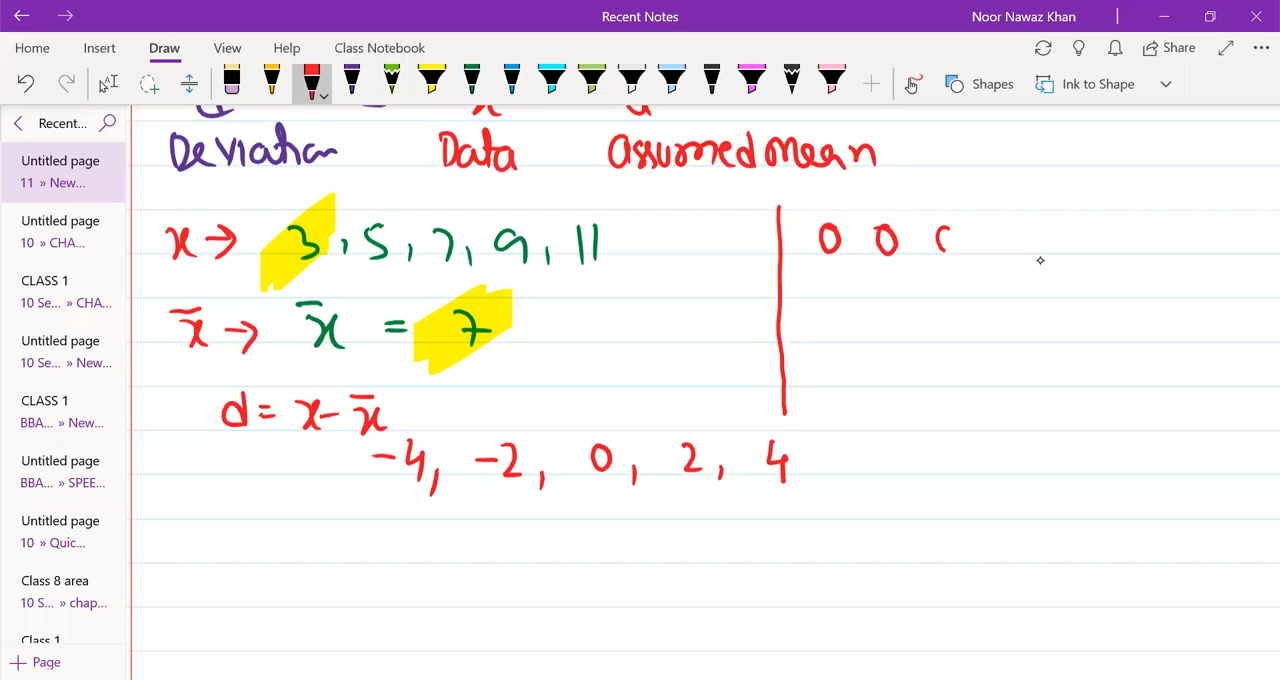 Recent Notes
Noor Nawaz Khan
Home Insert Draw View Help Class Notebook
Share
Shapes
Ink to Shape
Recent...
Untitled page
11 » New...
Untitled page
10 » CHA...
CLASS 1
10 Se... » CHA...
Untitled page
10 Se... » New...
CLASS 1
BBA... » New...
Untitled page
BBA... » SPEE...
Untitled page
10 » Quic...
Class 8 area
10 S... » chap...
Class 1
Page
Deviation Data Assumed mean
x → 3, 5, 7, 9, 11
0 0
x̄ → x̄ = 7
d = x - x̄
-4, -2, 0, 2, 4